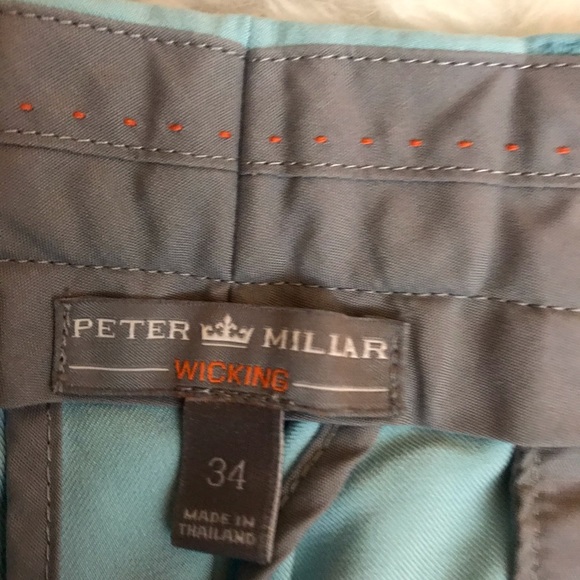 PETER MILLAR
WICKING
34
MADE IN
THAILAND